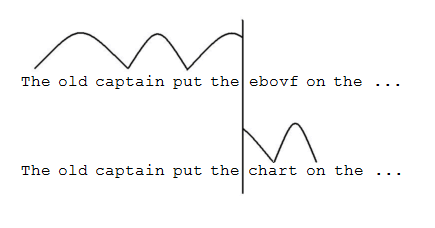 The old captain put the ebovf on the ...
The old captain put the chart on the ...